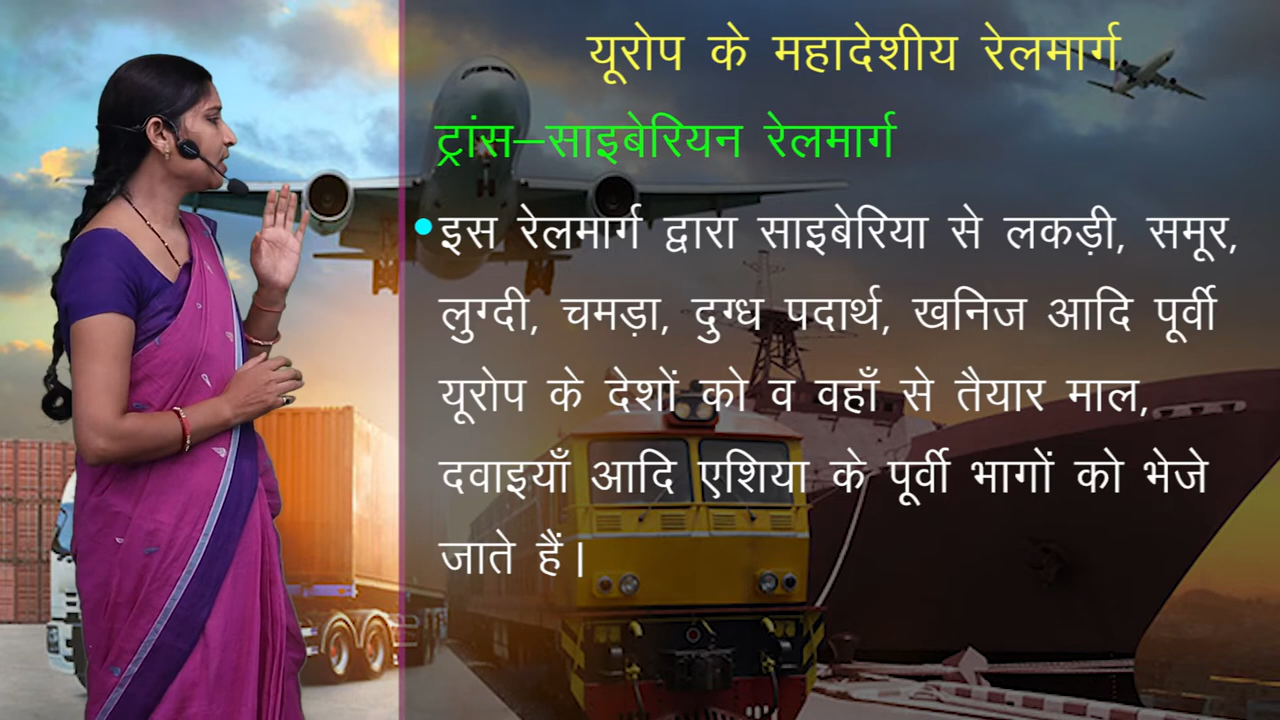 यूरोप के महादेशीय रेलमार्ग
ट्रांस–साइबेरियन रेलमार्ग
•इस रेलमार्ग द्वारा साइबेरिया से लकड़ी, समूर,
लुग्दी, चमड़ा, दुग्ध पदार्थ, खनिज आदि पूर्वी
यूरोप के देशों को व वहाँ से तैयार माल,
दवाइयाँ आदि एशिया के पूर्वी भागों को भेजे
जाते हैं।